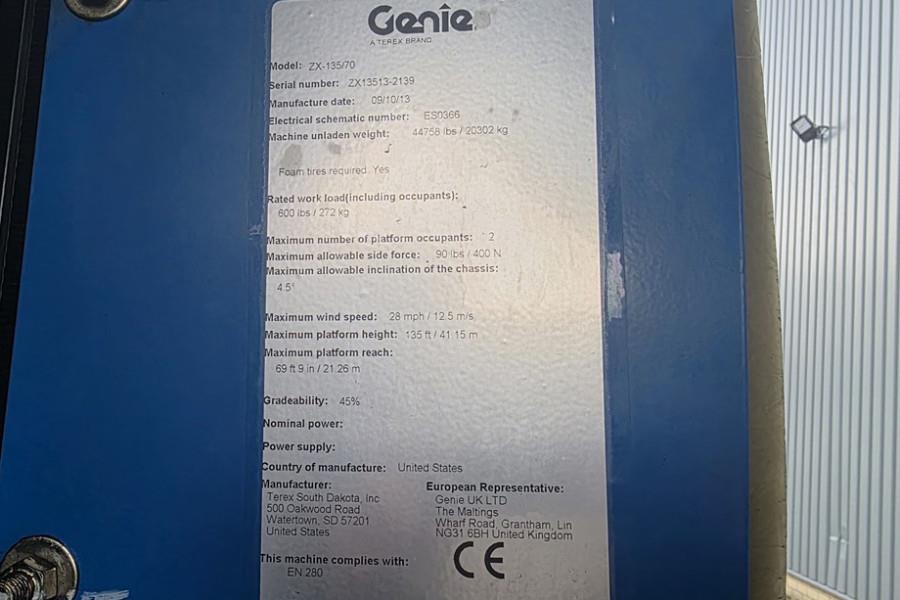 Genie
A TEREX BRAND
Model: ZX-135/70
Serial number: ZX13513-2139
Manufacture date: 09/10/13
Electrical schematic number: ES0366
Machine unladen weight: 44758 lbs / 20302 kg
Foam tires required Yes
Rated work load(including occupants):
600 lbs / 272 kg
Maximum number of platform occupants: 2
Maximum allowable side force: 90 lbs / 400 N
Maximum allowable inclination of the chassis:
4.5°
Maximum wind speed: 28 mph / 12.5 m/s
Maximum platform height: 135 ft / 41.15 m
Maximum platform reach:
69 ft 9 in / 21.26 m
Gradeability: 45%
Nominal power:
Power supply:
Country of manufacture: United States
Manufacturer:
Terex South Dakota, Inc
500 Oakwood Road
Watertown, SD 57201
United States
European Representative:
Genie UK LTD
The Maltings
Wharf Road, Grantham, Lin
NG31 6BH United Kingdom
This machine complies with:
EN 280
CE